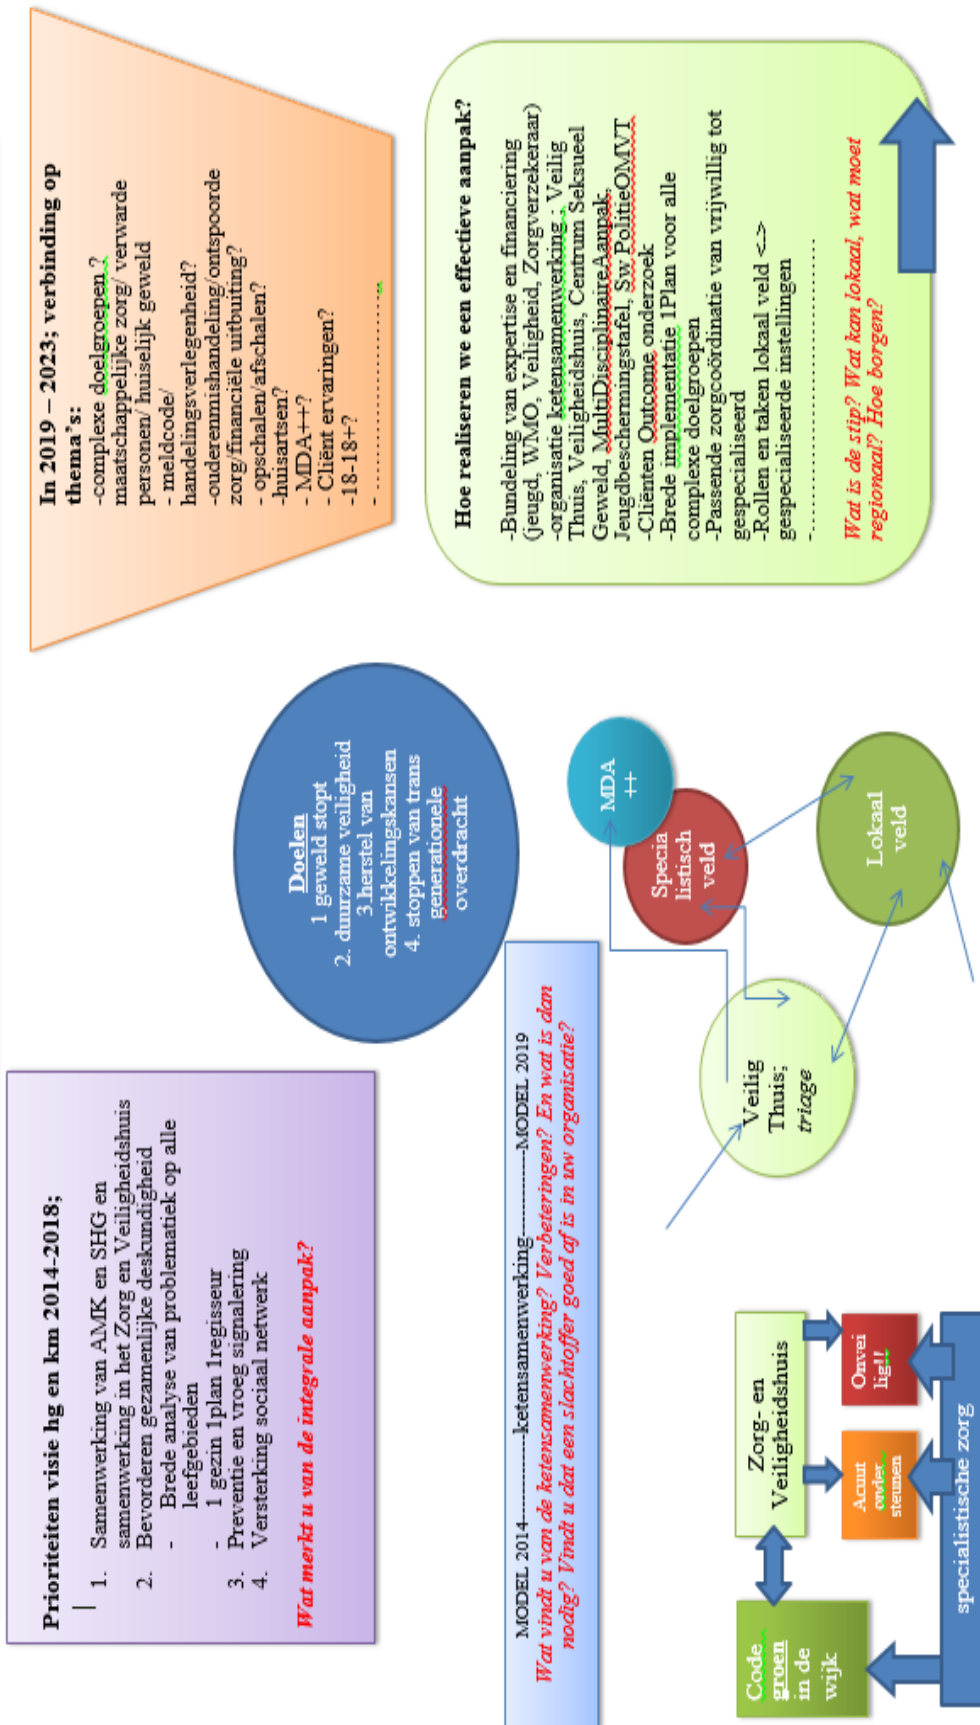 Prioriteiten visie hg en km 2014-2018;
1. Samenwerking van AMK en SHG en
samenwerking in het Zorg en Veiligheidshuis
2. Bevorderen gezamenlijke deskundigheid
- Brede analyse van problematiek op alle
leefgebieden
- 1 gezin 1plan 1regisseur
3. Preventie en vroeg signalering
4. Versterking sociaal netwerk
Wat merkt u van de integrale aanpak?
Doelen
1 geweld stopt
2. duurzame veiligheid
3.herstel van
ontwikkelingskansen
4. stoppen van trans
generationele
overdracht
In 2019 – 2023; verbinding op
thema's:
-complexe doelgroepen ?
maatschappelijke zorg/ verwarde
personen/ huiselijk geweld
- meldcode/
handelingsverlegenheid?
-ouderenmishandeling/ontspoorde
zorg/financiële uitbuiting?
- opschalen/afschalen?
-huisartsen?
- MDA++?
- Cliënt ervaringen?
-18-18+?
- ........................
MODEL 2014------------ketensamenwerking------------MODEL 2019
Wat vindt u van de ketensamenwerking? Verbeteringen? En wat is dan
nodig? Vindt u dat een slachtoffer goed af is in uw organisatie?
Code
groen
in de
wijk
Zorg- en
Veiligheidshuis
Acuut
onder
steunen
Onvei
lig!!
specialistische zorg
Veilig
Thuis;
triage
MDA
++
Specia
listisch
veld
Lokaal
veld
Hoe realiseren we een effectieve aanpak?
-Bundeling van expertise en financiering
(jeugd, WMO, Veiligheid, Zorgverzekeraar)
-organisatie ketensamenwerking : Veilig
Thuis, Veiligheidshuis, Centrum Seksueel
Geweld, MultiDisciplinaireAanpak,
Jeugdbeschermingstafel, Sw PolitieOMVT
-Cliënten Outcome onderzoek
-Brede implementatie 1Plan voor alle
complexe doelgroepen
-Passende zorgcoördinatie van vrijwillig tot
gespecialiseerd
-Rollen en taken lokaal veld <..>
gespecialiseerde instellingen
-........................................
Wat is de stip? Wat kan lokaal, wat moet
regionaal? Hoe borgen?